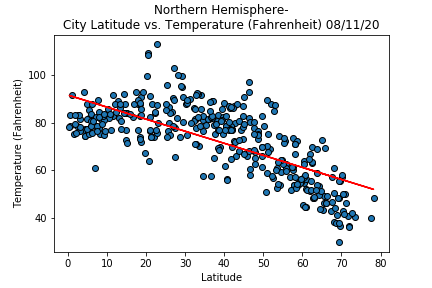 Northern Hemisphere-
City Latitude vs. Temperature (Fahrenheit) 08/11/20
Temperature (Fahrenheit)
100
80
60
40
0 10 20 30 40 50 60 70 80
Latitude